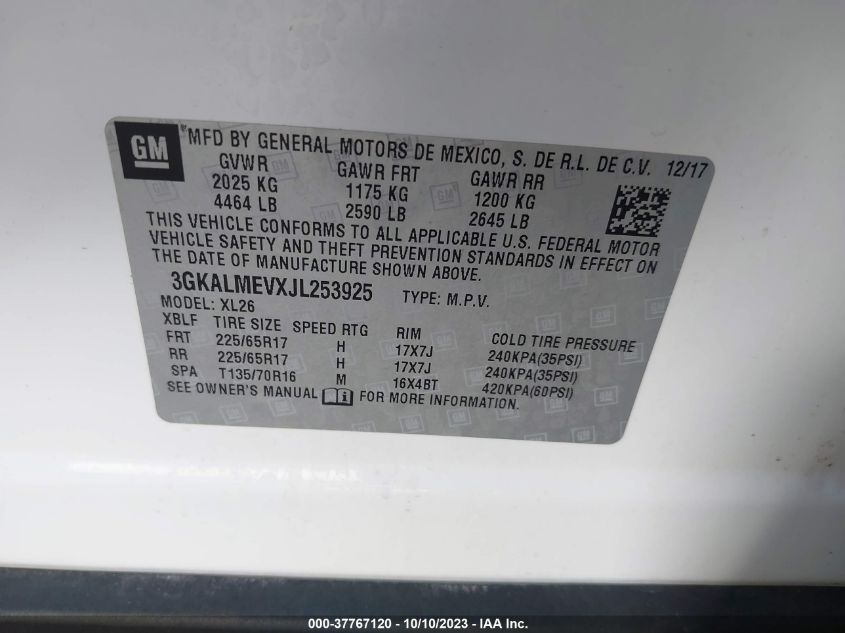 GM
MFD BY GENERAL MOTORS DE MEXICO, S. DE R.L. DE C.V. 12/17
GVWR GAWR FRT GAWR RR
2025 KG 1175 KG 1200 KG
4464 LB 2590 LB 2645 LB
THIS VEHICLE CONFORMS TO ALL APPLICABLE U.S. FEDERAL MOTOR
VEHICLE SAFETY AND THEFT PREVENTION STANDARDS IN EFFECT ON
THE DATE OF MANUFACTURE SHOWN ABOVE.
3GKALMEVXJL253925 TYPE: M.P.V.
MODEL: XL26
XBLF TIRE SIZE SPEED RTG RIM COLD TIRE PRESSURE
FRT 225/65R17 H 17X7J 240KPA(35PSI)
RR 225/65R17 H 17X7J 240KPA(35PSI)
SPA T135/70R16 M 16X4BT 420KPA(60PSI)
SEE OWNER'S MANUAL FOR MORE INFORMATION.
000-37767120 - 10/10/2023 - IAA Inc.